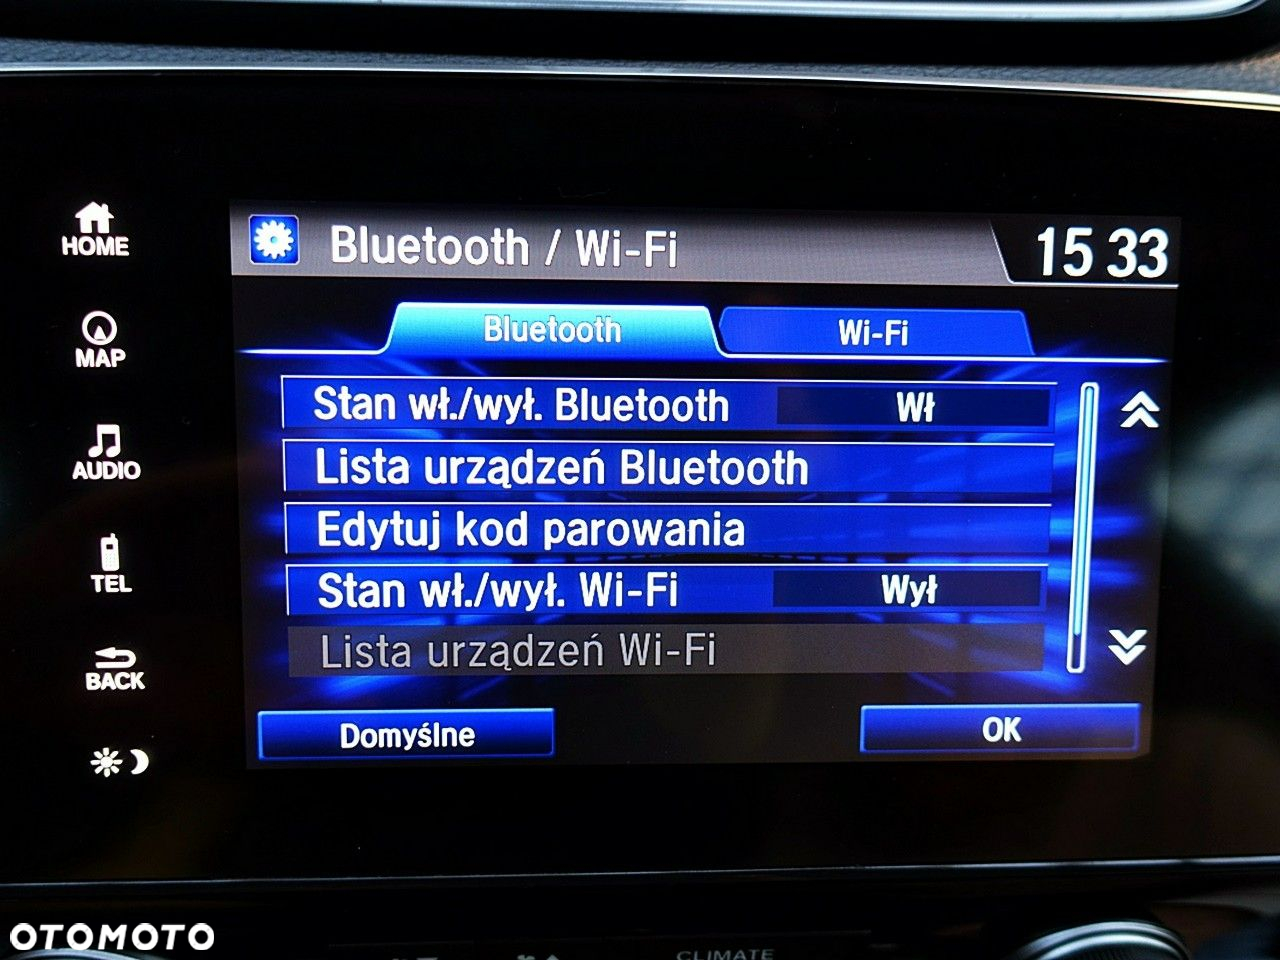 HOME
MAP
AUDIO
TEL
BACK
Bluetooth / Wi-Fi
15 33
Bluetooth
Wi-Fi
Stan wł./wył. Bluetooth Wł
Lista urządzeń Bluetooth
Edytuj kod parowania
Stan wł./wył. Wi-Fi Wył
Lista urządzeń Wi-Fi
Domyślne
OK
OTOMOTO
CLIMATE